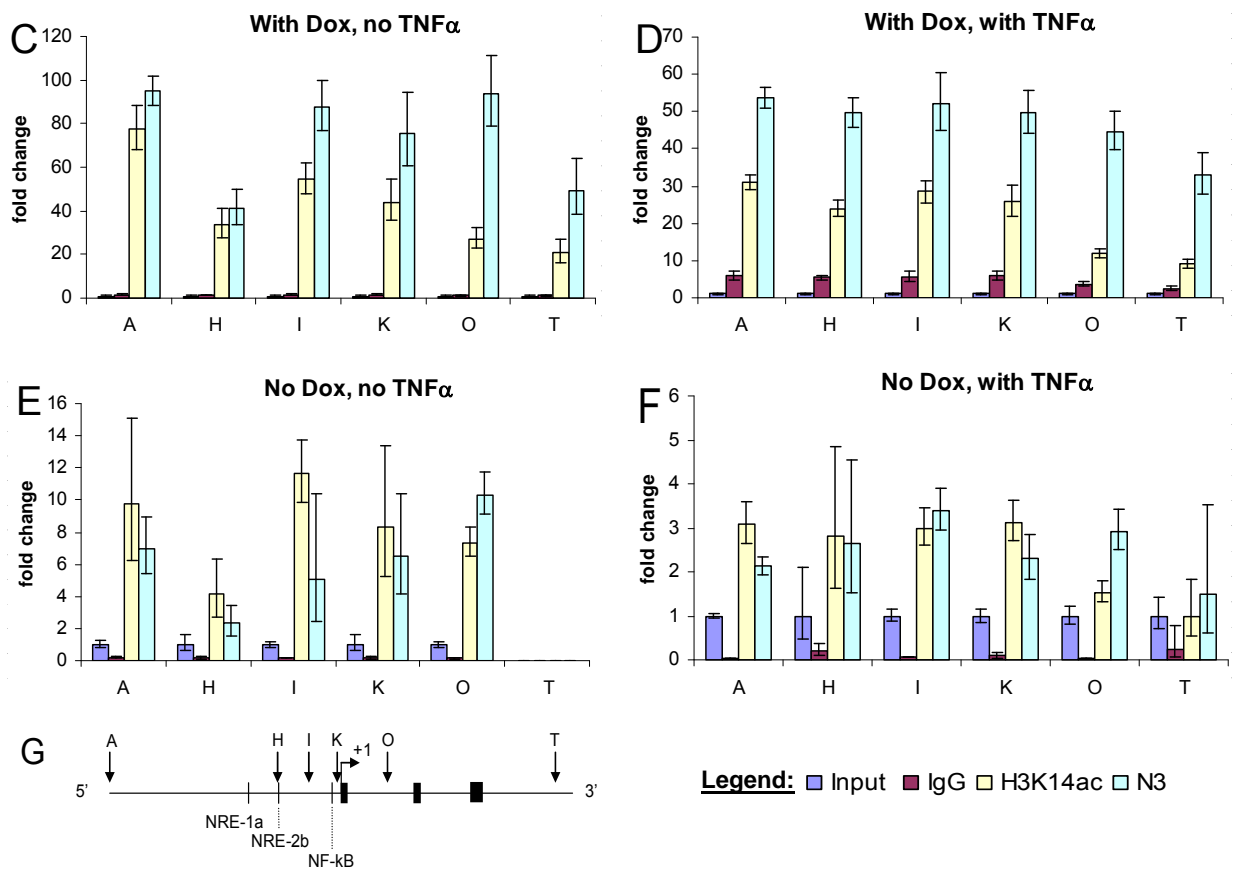 C
With Dox, no TNFα
fold change
120
100
80
60
40
20
0
A H I K O T
D
With Dox, with TNFα
fold change
70
60
50
40
30
20
10
0
A H I K O T
E
No Dox, no TNFα
fold change
16
14
12
10
8
6
4
2
0
A H I K O T
F
No Dox, with TNFα
fold change
6
5
4
3
2
1
0
A H I K O T
G
A H I K O T
+1
5' 3'
NRE-1a
NRE-2b
NF-kB
Legend: Input IgG H3K14ac N3